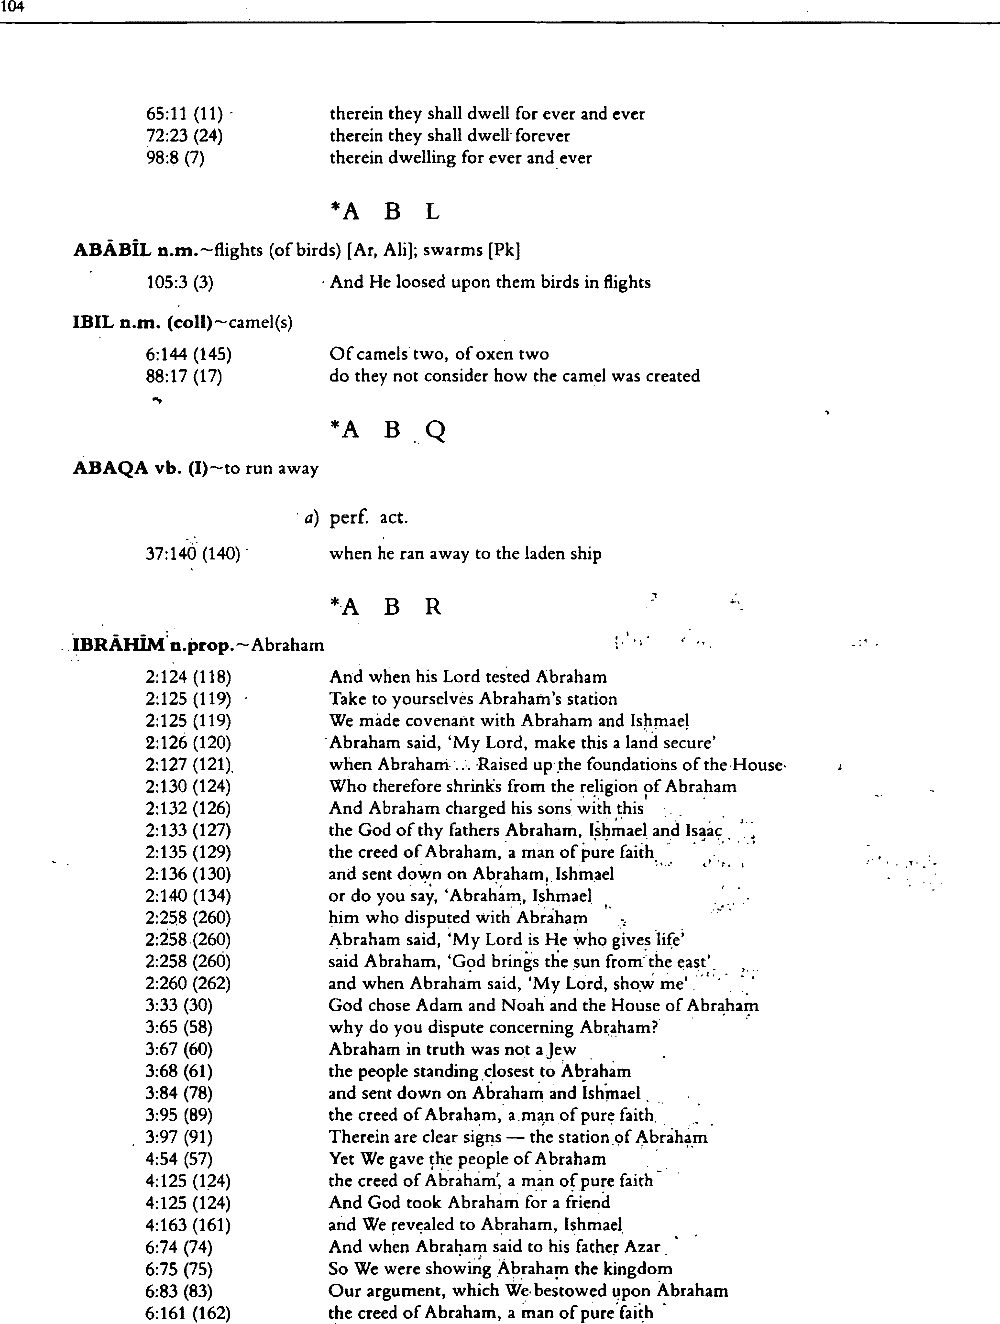 104
65:11 (11) therein they shall dwell for ever and ever
72:23 (24) therein they shall dwell forever
98:8 (7) therein dwelling for ever and ever
*A B L
ABĀBĪL n.m.~flights (of birds) [Ar, Ali]; swarms [Pk]
105:3 (3) And He loosed upon them birds in flights
IBIL n.m. (coll)~camel(s)
6:144 (145) Of camels two, of oxen two
88:17 (17) do they not consider how the camel was created
*A B Q
ABAQA vb. (I)~to run away
a) perf. act.
37:140 (140) when he ran away to the laden ship
*A B R
IBRĀHĪM n.prop.~Abraham
2:124 (118) And when his Lord tested Abraham
2:125 (119) Take to yourselves Abraham's station
2:125 (119) We made covenant with Abraham and Ishmael
2:126 (120) Abraham said, ‘My Lord, make this a land secure’
2:127 (121) when Abraham ... Raised up the foundations of the House
2:130 (124) Who therefore shrinks from the religion of Abraham
2:132 (126) And Abraham charged his sons with this
2:133 (127) the God of thy fathers Abraham, Ishmael and Isaac
2:135 (129) the creed of Abraham, a man of pure faith
2:136 (130) and sent down on Abraham, Ishmael
2:140 (134) or do you say, ‘Abraham, Ishmael
2:258 (260) him who disputed with Abraham
2:258 (260) Abraham said, ‘My Lord is He who gives life’
2:258 (260) said Abraham, ‘God brings the sun from the east’
2:260 (262) and when Abraham said, ‘My Lord, show me’
3:33 (30) God chose Adam and Noah and the House of Abraham
3:65 (58) why do you dispute concerning Abraham?
3:67 (60) Abraham in truth was not a Jew
3:68 (61) the people standing closest to Abraham
3:84 (78) and sent down on Abraham and Ishmael
3:95 (89) the creed of Abraham, a man of pure faith
3:97 (91) Therein are clear signs — the station of Abraham
4:54 (57) Yet We gave the people of Abraham
4:125 (124) the creed of Abraham, a man of pure faith
4:125 (124) And God took Abraham for a friend
4:163 (161) and We revealed to Abraham, Ishmael
6:74 (74) And when Abraham said to his father Azar
6:75 (75) So We were showing Abraham the kingdom
6:83 (83) Our argument, which We bestowed upon Abraham
6:161 (162) the creed of Abraham, a man of pure faith